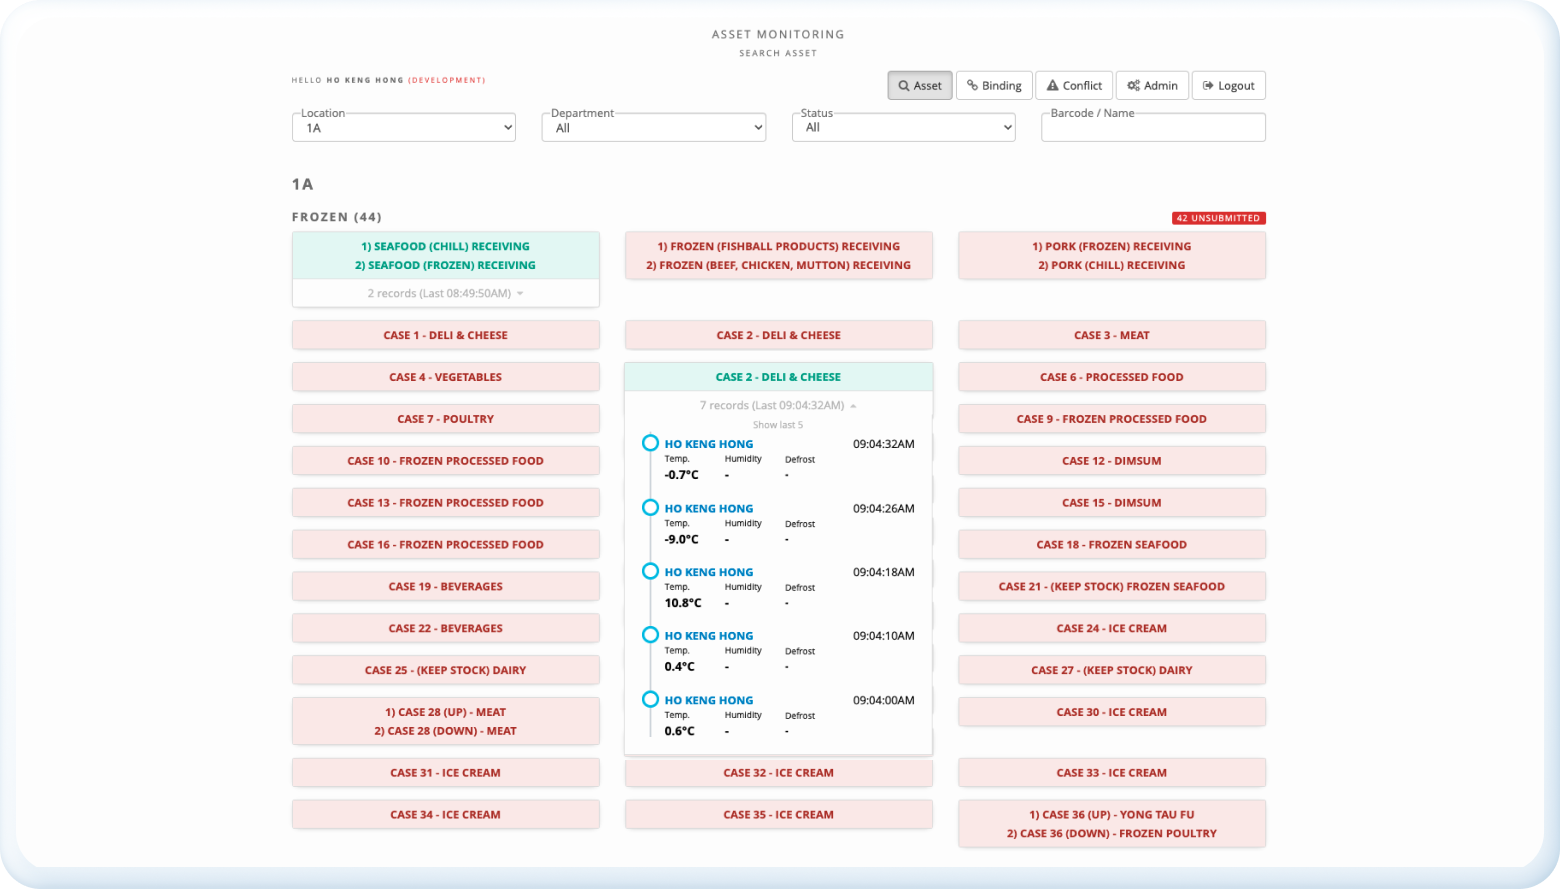 ASSET MONITORING
SEARCH ASSET
HELLO HO KENG HONG (DEVELOPMENT)
Asset
Binding
Conflict
Admin
Logout
Location
1A
Department
All
Status
All
Barcode / Name
1A
FROZEN (44)
42 UNSUBMITTED
1) SEAFOOD (CHILL) RECEIVING
2) SEAFOOD (FROZEN) RECEIVING
2 records (Last 08:49:50AM)
1) FROZEN (FISHBALL PRODUCTS) RECEIVING
2) FROZEN (BEEF, CHICKEN, MUTTON) RECEIVING
1) PORK (FROZEN) RECEIVING
2) PORK (CHILL) RECEIVING
CASE 1 - DELI & CHEESE
CASE 2 - DELI & CHEESE
CASE 3 - MEAT
CASE 4 - VEGETABLES
CASE 2 - DELI & CHEESE
7 records (Last 09:04:32AM)
Show last 5
HO KENG HONG 09:04:32AM
Temp. Humidity Defrost
-0.7°C - -
HO KENG HONG 09:04:26AM
Temp. Humidity Defrost
-9.0°C - -
HO KENG HONG 09:04:18AM
Temp. Humidity Defrost
10.8°C - -
HO KENG HONG 09:04:10AM
Temp. Humidity Defrost
0.4°C - -
HO KENG HONG 09:04:00AM
Temp. Humidity Defrost
0.6°C - -
CASE 6 - PROCESSED FOOD
CASE 7 - POULTRY
CASE 9 - FROZEN PROCESSED FOOD
CASE 10 - FROZEN PROCESSED FOOD
CASE 12 - DIMSUM
CASE 13 - FROZEN PROCESSED FOOD
CASE 15 - DIMSUM
CASE 16 - FROZEN PROCESSED FOOD
CASE 18 - FROZEN SEAFOOD
CASE 19 - BEVERAGES
CASE 21 - (KEEP STOCK) FROZEN SEAFOOD
CASE 22 - BEVERAGES
CASE 24 - ICE CREAM
CASE 25 - (KEEP STOCK) DAIRY
CASE 27 - (KEEP STOCK) DAIRY
1) CASE 28 (UP) - MEAT
2) CASE 28 (DOWN) - MEAT
CASE 30 - ICE CREAM
CASE 31 - ICE CREAM
CASE 32 - ICE CREAM
CASE 33 - ICE CREAM
CASE 34 - ICE CREAM
CASE 35 - ICE CREAM
1) CASE 36 (UP) - YONG TAU FU
2) CASE 36 (DOWN) - FROZEN POULTRY